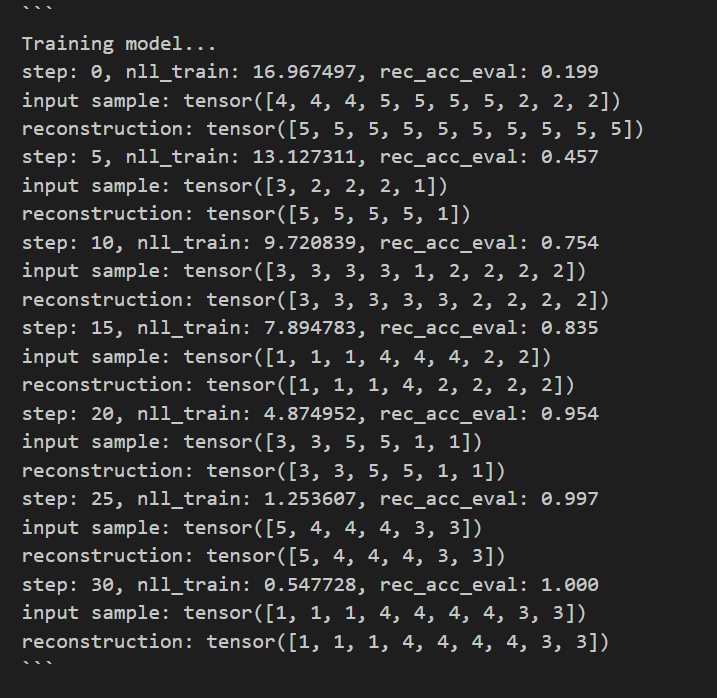 ```
Training model...
step: 0, nll_train: 16.967497, rec_acc_eval: 0.199
input sample: tensor([4, 4, 4, 5, 5, 5, 5, 2, 2, 2])
reconstruction: tensor([5, 5, 5, 5, 5, 5, 5, 5, 5, 5])
step: 5, nll_train: 13.127311, rec_acc_eval: 0.457
input sample: tensor([3, 2, 2, 2, 1])
reconstruction: tensor([5, 5, 5, 5, 1])
step: 10, nll_train: 9.720839, rec_acc_eval: 0.754
input sample: tensor([3, 3, 3, 3, 1, 2, 2, 2, 2])
reconstruction: tensor([3, 3, 3, 3, 3, 2, 2, 2, 2])
step: 15, nll_train: 7.894783, rec_acc_eval: 0.835
input sample: tensor([1, 1, 1, 4, 4, 4, 2, 2])
reconstruction: tensor([1, 1, 1, 4, 2, 2, 2, 2])
step: 20, nll_train: 4.874952, rec_acc_eval: 0.954
input sample: tensor([3, 3, 5, 5, 1, 1])
reconstruction: tensor([3, 3, 5, 5, 1, 1])
step: 25, nll_train: 1.253607, rec_acc_eval: 0.997
input sample: tensor([5, 4, 4, 4, 3, 3])
reconstruction: tensor([5, 4, 4, 4, 3, 3])
step: 30, nll_train: 0.547728, rec_acc_eval: 1.000
input sample: tensor([1, 1, 1, 4, 4, 4, 4, 3, 3])
reconstruction: tensor([1, 1, 1, 4, 4, 4, 4, 3, 3])
```